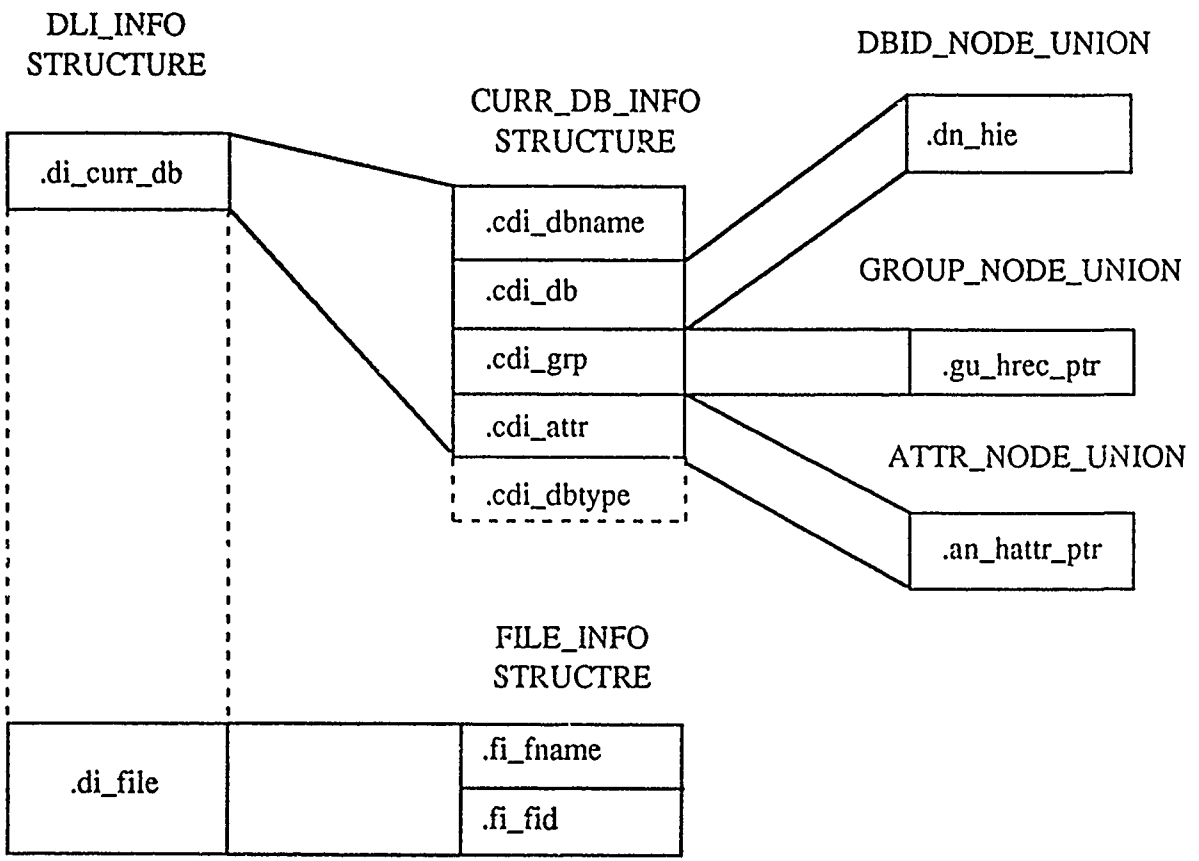 DLI_INFO
STRUCTURE
DBID_NODE_UNION
CURR_DB_INFO
STRUCTURE
.dn_hie
.di_curr_db
.cdi_dbname
GROUP_NODE_UNION
.cdi_db
.cdi_grp
.gu_hrec_ptr
.cdi_attr
ATTR_NODE_UNION
.cdi_dbtype
.an_hattr_ptr
FILE_INFO
STRUCTRE
.fi_fname
.di_file
.fi_fid